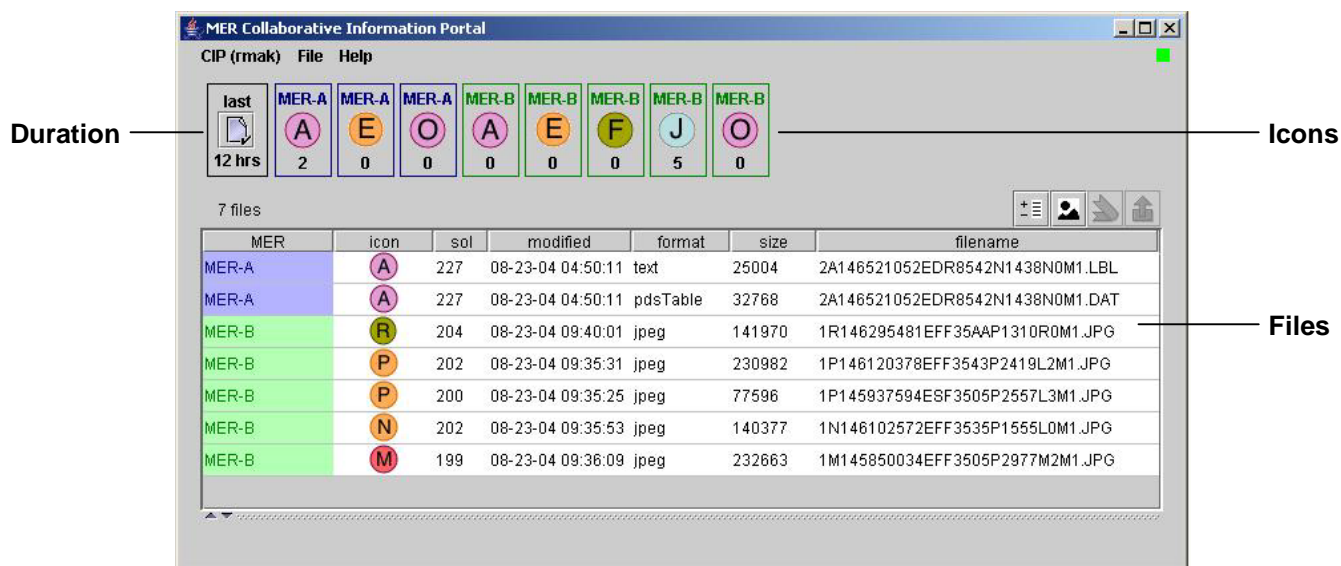 MER Collaborative Information Portal
CIP (rmak) File Help
last MER-A MER-A MER-A MER-B MER-B MER-B MER-B MER-B
A E O A E F J O
12 hrs 2 0 0 0 0 0 5 0
Duration
Icons
7 files
MER icon sol modified format size filename
MER-A A 227 08-23-04 04:50:11 text 25004 2A146521052EDR8542N1438N0M1.LBL
MER-A A 227 08-23-04 04:50:11 pdsTable 32768 2A146521052EDR8542N1438N0M1.DAT
MER-B R 204 08-23-04 09:40:01 jpeg 141970 1R146295481EFF35AAP1310R0M1.JPG
Files
MER-B P 202 08-23-04 09:35:31 jpeg 230982 1P146120378EFF3543P2419L2M1.JPG
MER-B P 200 08-23-04 09:35:25 jpeg 77596 1P145937594ESF3505P2557L3M1.JPG
MER-B N 202 08-23-04 09:35:53 jpeg 140377 1N146102572EFF3535P1555L0M1.JPG
MER-B M 199 08-23-04 09:36:09 jpeg 232663 1M145850034EFF3505P2977M2M1.JPG